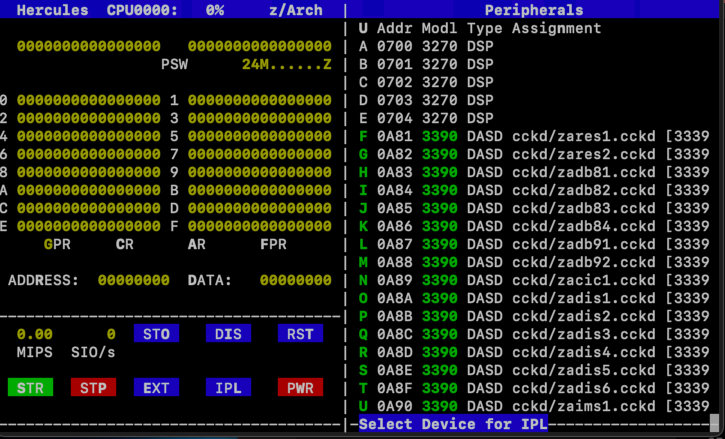 Hercules CPU0000: 0% z/Arch | Peripherals
| U Addr Modl Type Assignment
0000000000000000 0000000000000000 | A 0700 3270 DSP
PSW 24M......Z | B 0701 3270 DSP
| C 0702 3270 DSP
0 0000000000000000 1 0000000000000000 | D 0703 3270 DSP
2 0000000000000000 3 0000000000000000 | E 0704 3270 DSP
4 0000000000000000 5 0000000000000000 | F 0A81 3390 DASD cckd/zares1.cckd [3339
6 0000000000000000 7 0000000000000000 | G 0A82 3390 DASD cckd/zares2.cckd [3339
8 0000000000000000 9 0000000000000000 | H 0A83 3390 DASD cckd/zadb81.cckd [3339
A 0000000000000000 B 0000000000000000 | I 0A84 3390 DASD cckd/zadb82.cckd [3339
C 0000000000000000 D 0000000000000000 | J 0A85 3390 DASD cckd/zadb83.cckd [3339
E 0000000000000000 F 0000000000000000 | K 0A86 3390 DASD cckd/zadb84.cckd [3339
GPR CR AR FPR | L 0A87 3390 DASD cckd/zadb91.cckd [3339
| M 0A88 3390 DASD cckd/zadb92.cckd [3339
ADDRESS: 00000000 DATA: 00000000 | N 0A89 3390 DASD cckd/zacic1.cckd [3339
| O 0A8A 3390 DASD cckd/zadis1.cckd [3339
--------------------------------------| P 0A8B 3390 DASD cckd/zadis2.cckd [3339
0.00 0 STO DIS RST | Q 0A8C 3390 DASD cckd/zadis3.cckd [3339
MIPS SIO/s | R 0A8D 3390 DASD cckd/zadis4.cckd [3339
| S 0A8E 3390 DASD cckd/zadis5.cckd [3339
STR STP EXT IPL PWR | T 0A8F 3390 DASD cckd/zadis6.cckd [3339
| U 0A90 3390 DASD cckd/zaims1.cckd [3339
--------------------------------------|-Select Device for IPL------------------